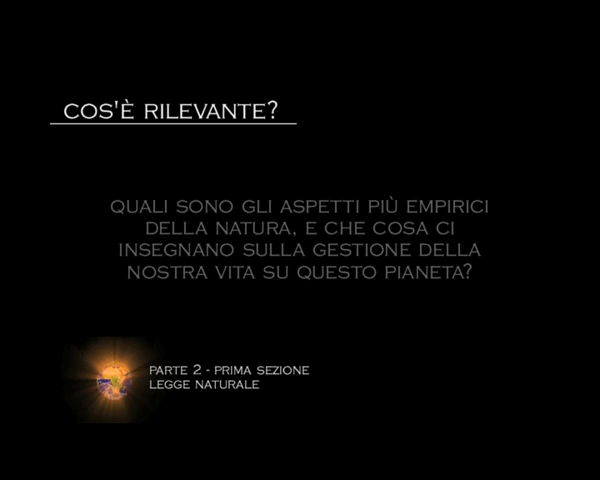 COS'È RILEVANTE?
QUALI SONO GLI ASPETTI PIÙ EMPIRICI
DELLA NATURA, E CHE COSA CI
INSEGNANO SULLA GESTIONE DELLA
NOSTRA VITA SU QUESTO PIANETA?
PARTE 2 - PRIMA SEZIONE
LEGGE NATURALE